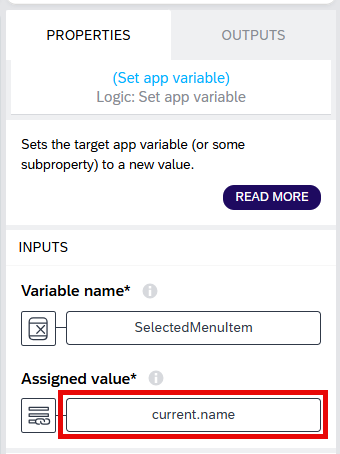 PROPERTIES
OUTPUTS
(Set app variable)
Logic: Set app variable
Sets the target app variable (or some
subproperty) to a new value.
READ MORE
INPUTS
Variable name*
SelectedMenuItem
Assigned value*
current.name